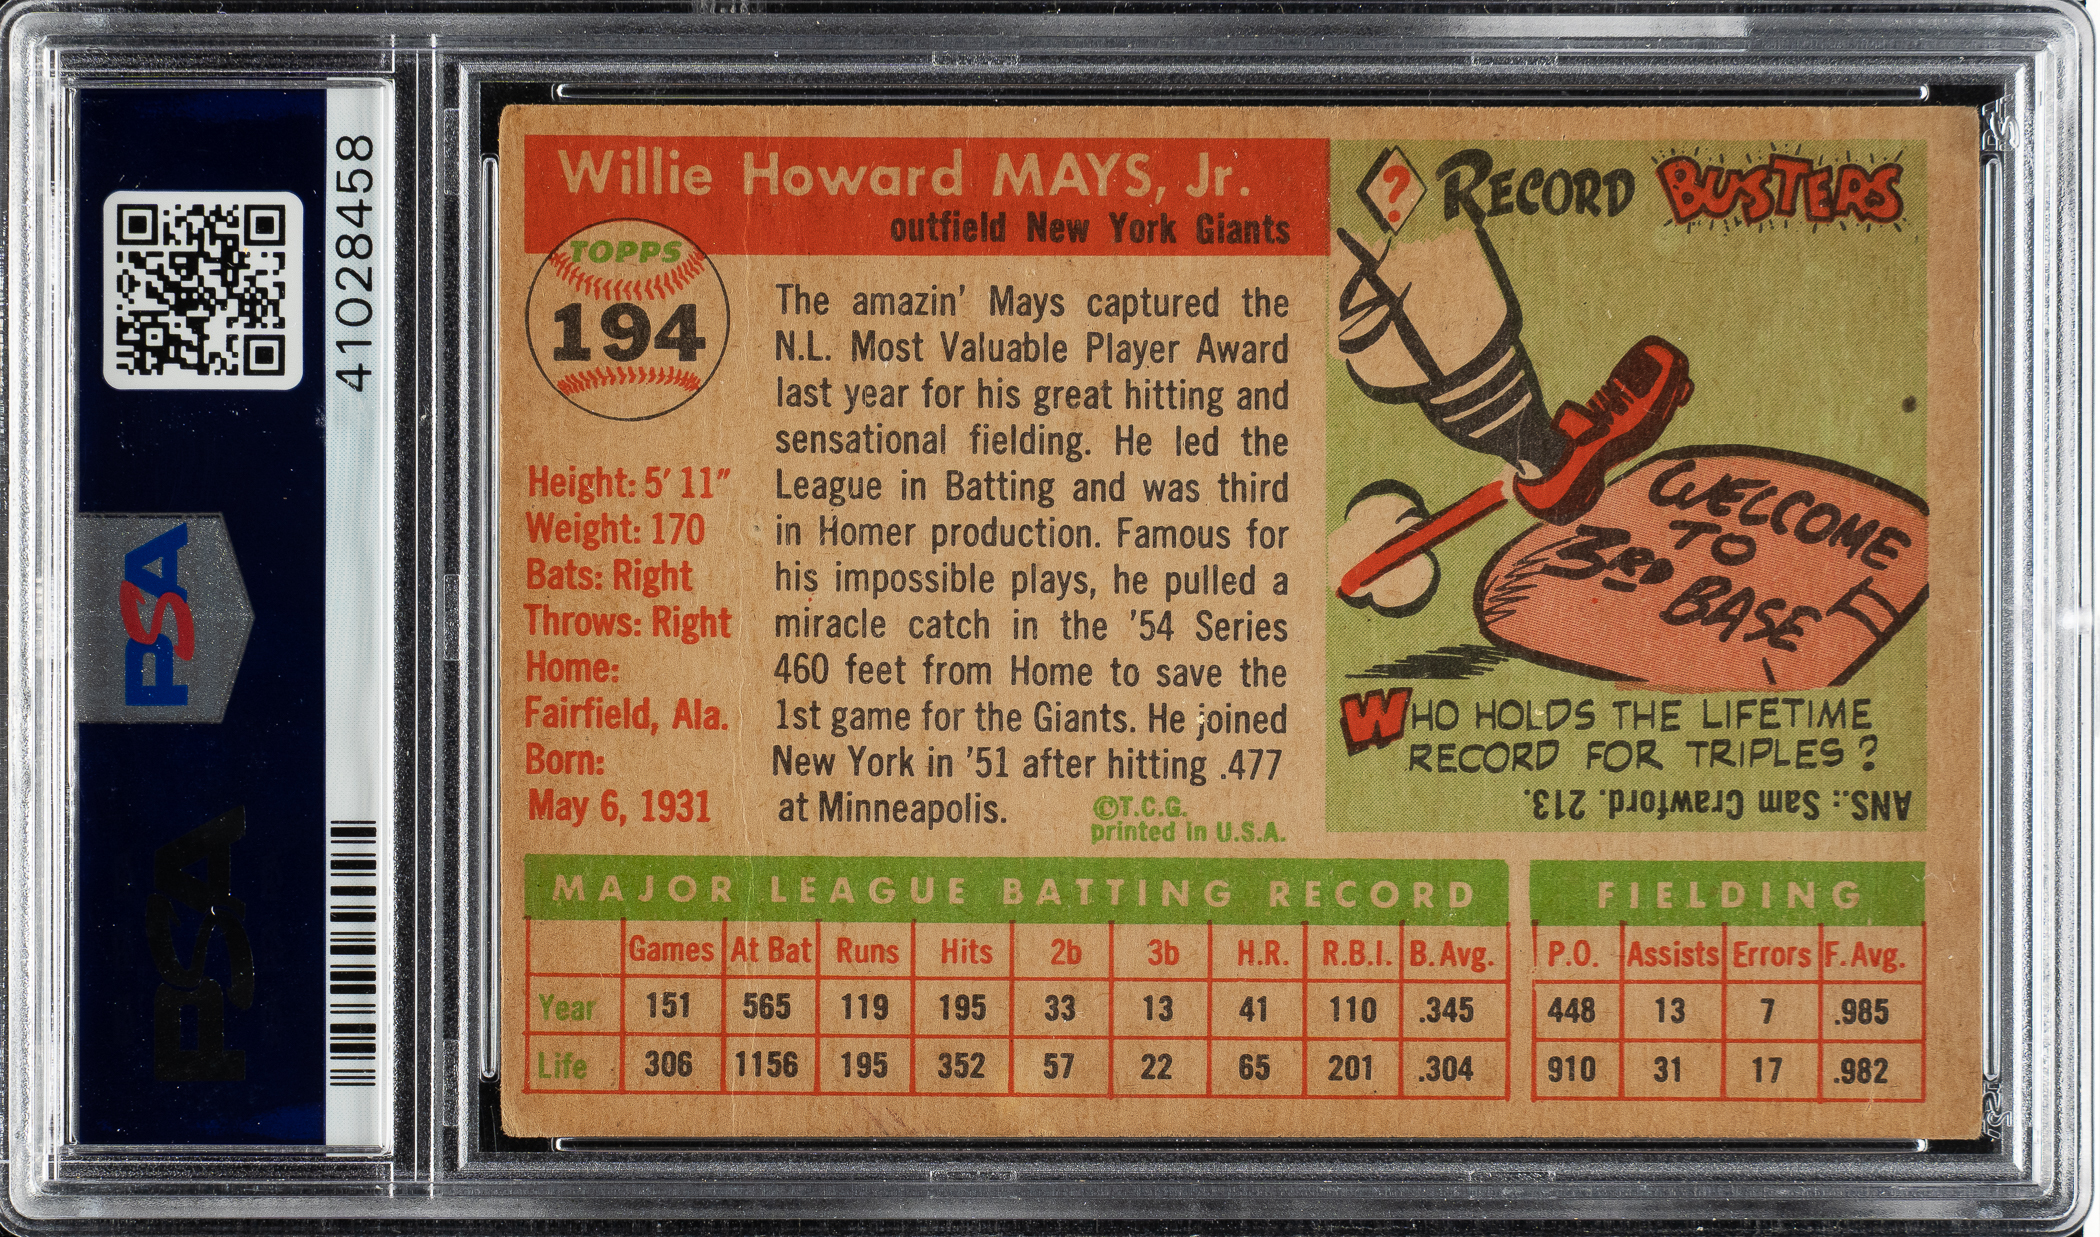 41028458
PSA
PSA
Willie Howard MAYS, Jr.
outfield New York Giants
TOPPS
194
Height: 5' 11"
Weight: 170
Bats: Right
Throws: Right
Home:
Fairfield, Ala.
Born:
May 6, 1931
The amazin' Mays captured the
N.L. Most Valuable Player Award
last year for his great hitting and
sensational fielding. He led the
League in Batting and was third
in Homer production. Famous for
his impossible plays, he pulled a
miracle catch in the '54 Series
460 feet from Home to save the
1st game for the Giants. He joined
New York in '51 after hitting .477
at Minneapolis.
©T.C.G.
printed in U.S.A.
? RECORD BUSTERS
WELCOME
TO
3RD BASE
WHO HOLDS THE LIFETIME
RECORD FOR TRIPLES?
ANS.: Sam Crawford. 213.
MAJOR LEAGUE BATTING RECORD
Games At Bat Runs Hits 2b 3b H.R. R.B.I. B. Avg.
Year 151 565 119 195 33 13 41 110 .345
Life 306 1156 195 352 57 22 65 201 .304
FIELDING
P.O. Assists Errors F. Avg.
448 13 7 .985
910 31 17 .982